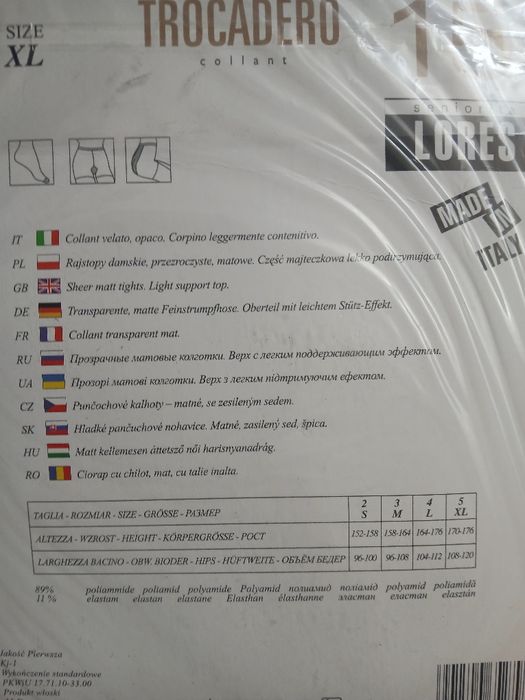 SIZE
XL
TROCADERO
collant
LORES
MADE
IN
ITALY
IT Collant velato, opaco. Corpino leggermente contenitivo.
PL Rajstopy damskie, przezroczyste, matowe. Część majteczkowa lekko podtrzymująca.
GB Sheer matt tights. Light support top.
DE Transparente, matte Feinstrumpfhose. Oberteil mit leichtem Stütz-Effekt.
FR Collant transparent mat.
RU Прозрачные матовые колготки. Верх с легким поддерживающим эффектам.
UA Прозорі матові колготки. Верх з легким підтримуючим ефектом.
CZ Punčochové kalhoty – matné, se zesíleným sedem.
SK Hladké pančuchové nohavice. Matné, zasilný sed, špica.
HU Matt kellemesen áttetsző női harisnyanadrág.
RO Ciorap cu chilot, mat, cu talie inalta.
TAGLIA - ROZMIAR - SIZE - GRÖSSE - РАЗМЕР 2 S 3 M 4 L 5 XL
ALTEZZA - WZROST - HEIGHT - KÖRPERGRÖSSE - РОСТ 152-158 158-164 164-176 170-176
LARGHEZZA BACINO - OBW. BIODER - HIPS - HÜFTWEITE - ОБЪЁМ БЕДЕР 96-100 96-108 104-112 108-120
89% poliammide poliamid polyamide Polyamid полиамид поліамід polyamid poliamidă
11% elastam elastan elastane Elasthan élasthanne эластан еластан elasztán
Jakość Pierwsza
Kj-1
Wykończenie standardowe
PKWiU 17.71.10-33.00
Produkt włoski